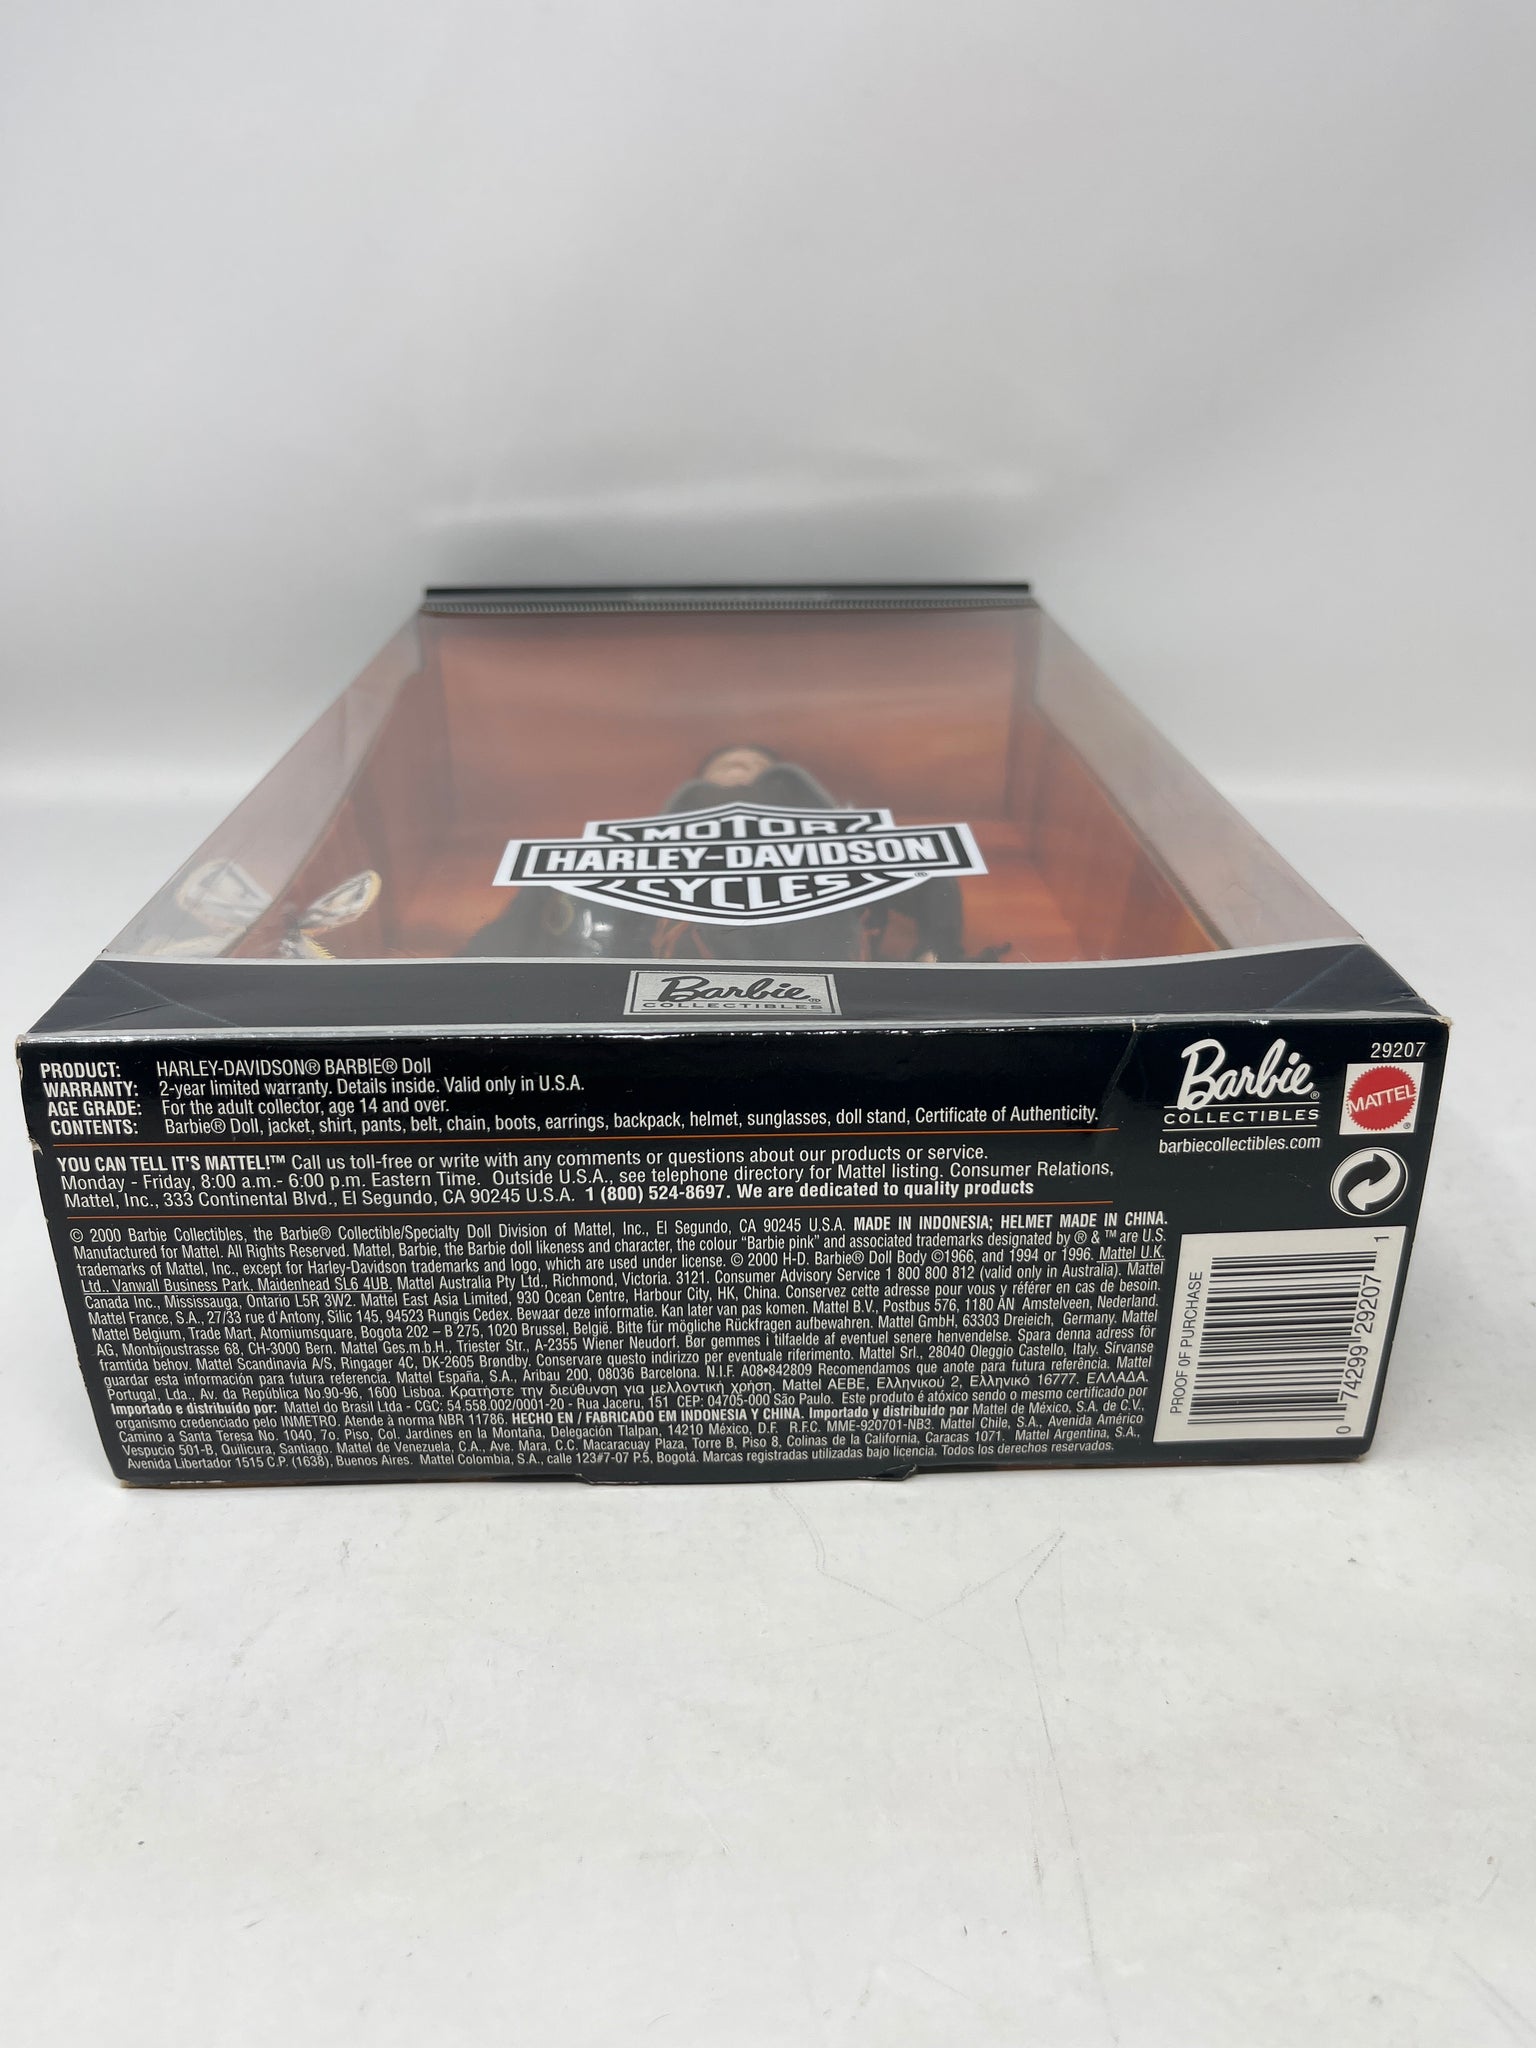 MOTOR
HARLEY-DAVIDSON
CYCLES
Barbie®
COLLECTIBLES
PRODUCT: HARLEY-DAVIDSON® BARBIE® Doll
WARRANTY: 2-year limited warranty. Details inside. Valid only in U.S.A.
AGE GRADE: For the adult collector, age 14 and over.
CONTENTS: Barbie® Doll, jacket, shirt, pants, belt, chain, boots, earrings, backpack, helmet, sunglasses, doll stand, Certificate of Authenticity.
YOU CAN TELL IT'S MATTEL!™ Call us toll-free or write with any comments or questions about our products or service.
Monday - Friday, 8:00 a.m.- 6:00 p.m. Eastern Time. Outside U.S.A., see telephone directory for Mattel listing. Consumer Relations,
Mattel, Inc., 333 Continental Blvd., El Segundo, CA 90245 U.S.A. 1 (800) 524-8697. We are dedicated to quality products
© 2000 Barbie Collectibles, the Barbie® Collectible/Specialty Doll Division of Mattel, Inc., El Segundo, CA 90245 U.S.A. MADE IN INDONESIA; HELMET MADE IN CHINA.
Manufactured for Mattel. All Rights Reserved. Mattel, Barbie, the Barbie doll likeness and character, the colour "Barbie pink" and associated trademarks designated by ® & ™ are U.S.
trademarks of Mattel, Inc., except for Harley-Davidson trademarks and logo, which are used under license. © 2000 H-D. Barbie® Doll Body ©1966, and 1994 or 1996. Mattel U.K.
Ltd., Vanwall Business Park, Maidenhead SL6 4UB. Mattel Australia Pty Ltd., Richmond, Victoria. 3121. Consumer Advisory Service 1 800 800 812 (valid only in Australia). Mattel
Canada Inc., Mississauga, Ontario L5R 3W2. Mattel East Asia Limited, 930 Ocean Centre, Harbour City, HK, China. Conservez cette adresse pour vous y référer en cas de besoin.
Mattel France, S.A., 27/33 rue d'Antony, Silic 145, 94523 Rungis Cedex. Bewaar deze informatie. Kan later van pas komen. Mattel B.V., Postbus 576, 1180 AN Amstelveen, Nederland.
Mattel Belgium, Trade Mart, Atomiumsquare, Bogota 202 – B 275, 1020 Brussel, België. Bitte für mögliche Rückfragen aufbewahren. Mattel GmbH, 63303 Dreieich, Germany. Mattel
AG, Monbijoustrasse 68, CH-3000 Bern. Mattel Ges.m.b.H., Triester Str., A-2355 Wiener Neudorf. Bør gemmes i tilfaelde af eventuel senere henvendelse. Spara denna adress för
framtida behov. Mattel Scandinavia A/S, Ringager 4C, DK-2605 Brøndby. Conservare questo indirizzo per eventuale riferimento. Mattel Srl., 28040 Oleggio Castello, Italy. Sírvanse
guardar esta información para futura referencia. Mattel España, S.A., Aribau 200, 08036 Barcelona. N.I.F. A08•842809 Recomendamos que anote para futura referência. Mattel
Portugal, Lda., Av. da República No.90-96, 1600 Lisboa. Κρατήστε την διεύθυνση για μελλοντική χρήση. Mattel AEBE, Ελληνικού 2, Ελληνικό 16777. ΕΛΛΑΔΑ.
Importado e distribuido por: Mattel do Brasil Ltda - CGC: 54.558.002/0001-20 - Rua Jaceru, 151 CEP: 04705-000 São Paulo. Este produto é atóxico sendo o mesmo certificado por
organismo credenciado pelo INMETRO. Atende à norma NBR 11786. HECHO EN / FABRICADO EM INDONESIA Y CHINA. Importado y distribuido por Mattel de México, S.A. de C.V.,
Camino a Santa Teresa No. 1040, 7o. Piso, Col. Jardines en la Montaña, Delegación Tlalpan, 14210 México, D.F. R.F.C. MME-920701-NB3. Mattel Chile, S.A., Avenida Américo
Vespucio 501-B, Quilicura, Santiago. Mattel de Venezuela, C.A., Ave. Mara, C.C. Macaracuay Plaza, Torre B, Piso 8, Colinas de la California, Caracas 1071. Mattel Argentina, S.A.,
Avenida Libertador 1515 C.P. (1638), Buenos Aires. Mattel Colombia, S.A., calle 123#7-07 P.5, Bogotá. Marcas registradas utilizadas bajo licencia. Todos los derechos reservados.
Barbie®
COLLECTIBLES
barbiecollectibles.com
29207
MATTEL®
PROOF OF PURCHASE
0 74299 29207 1